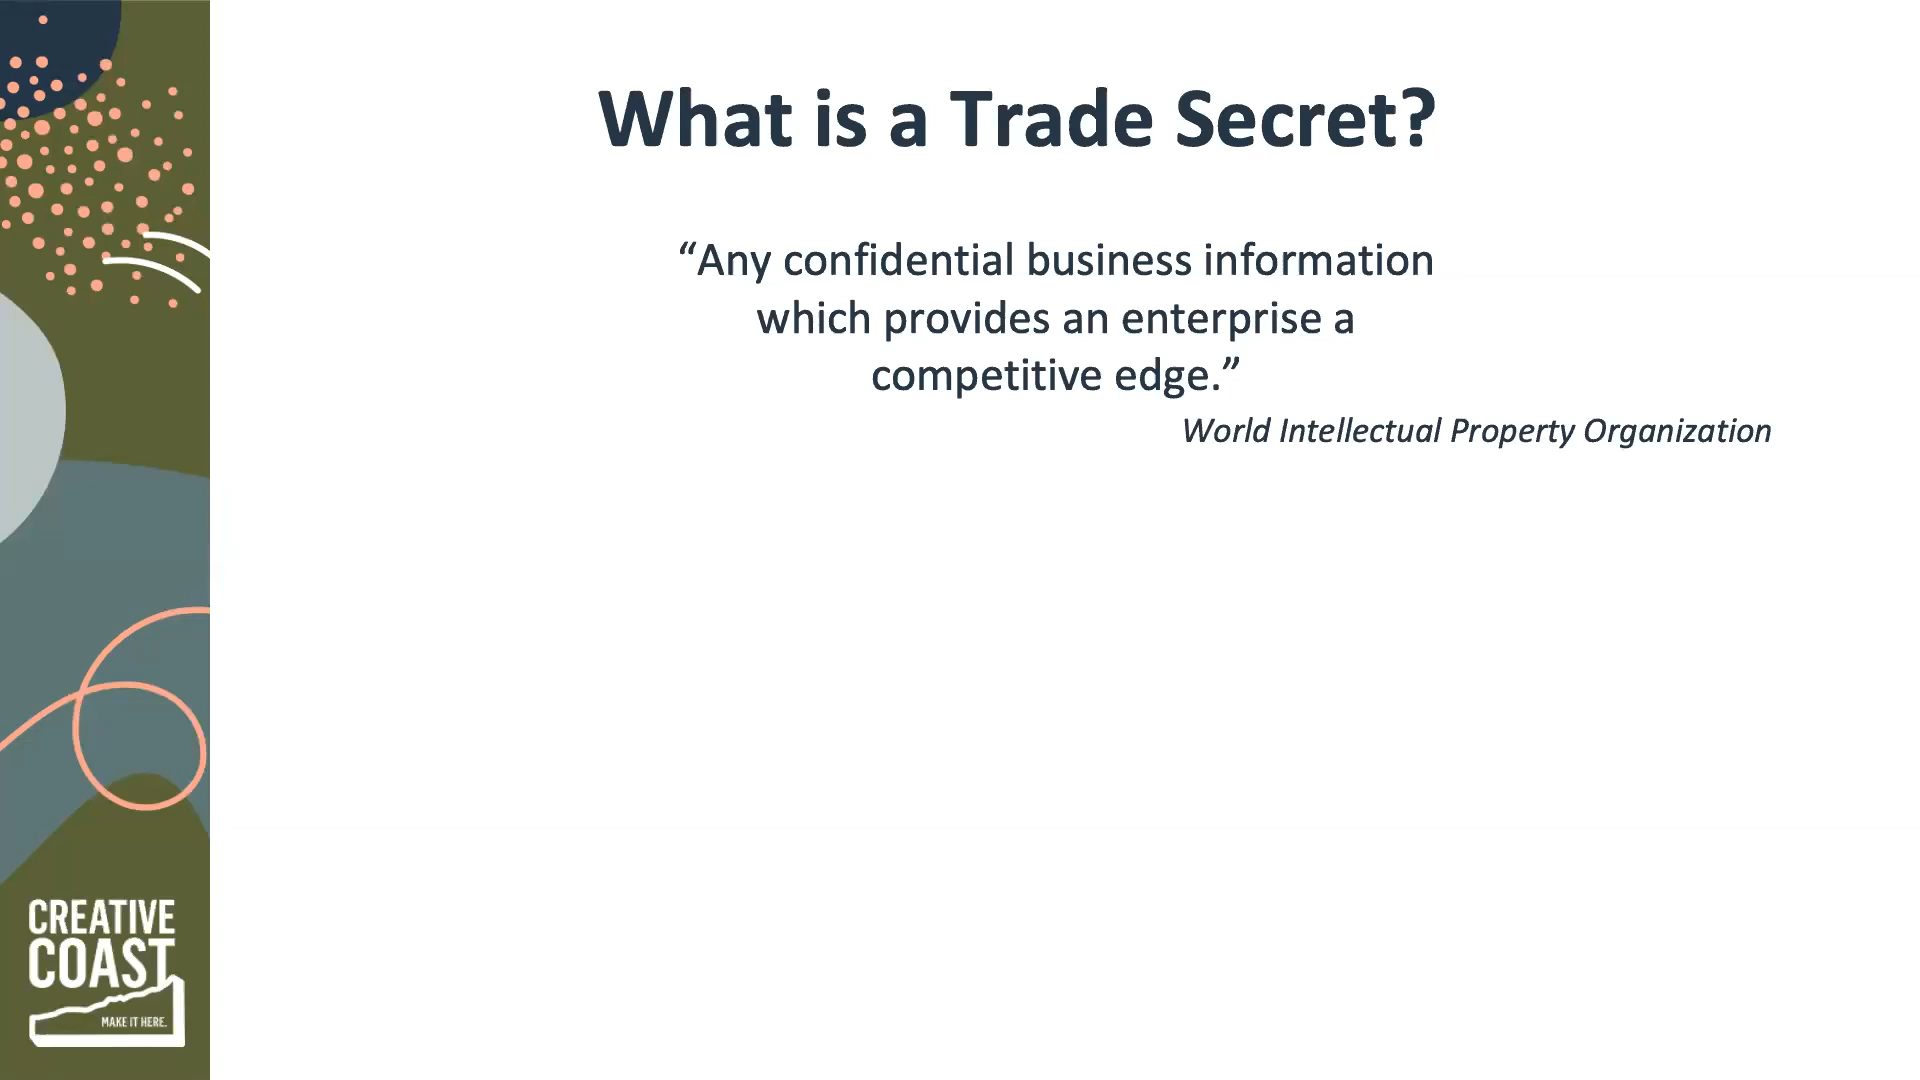 What is a Trade Secret?
“Any confidential business information
which provides an enterprise a
competitive edge.”
World Intellectual Property Organization
CREATIVE
COAST
MAKE IT HERE.